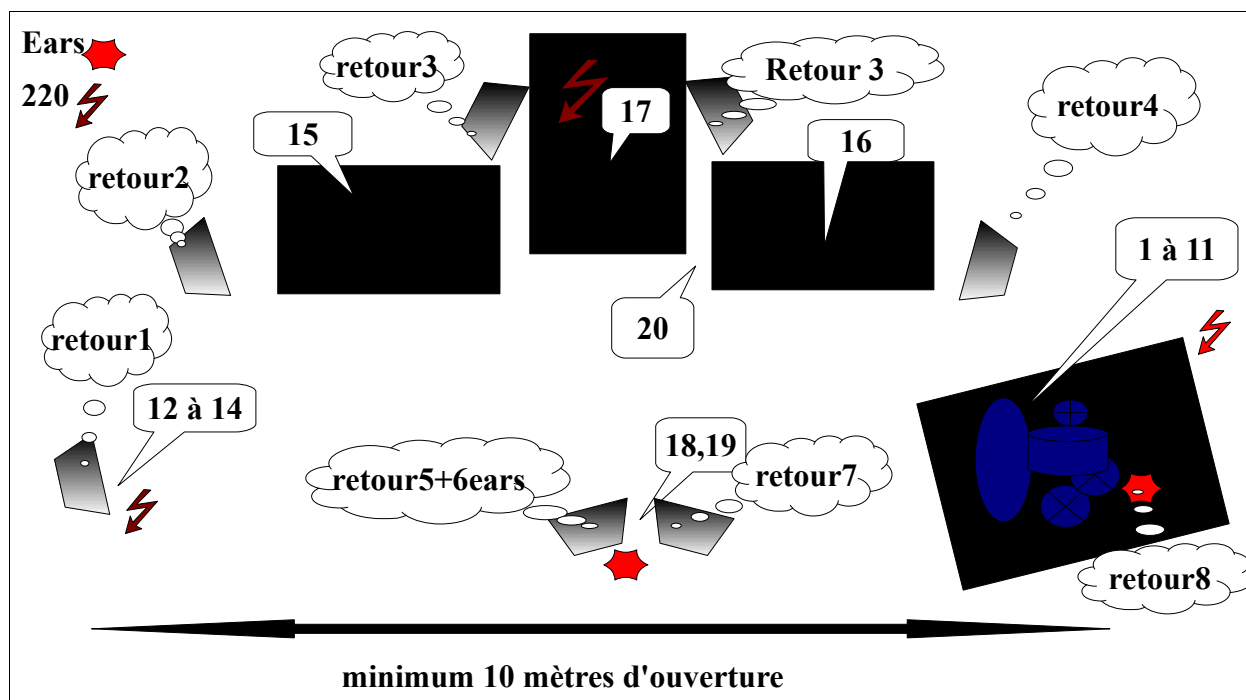 Ears
220
retour3
17
Retour 3
retour4
15
16
retour2
1 à 11
20
retour1
12 à 14
18,19
retour5+6ears
retour7
retour8
minimum 10 mètres d'ouverture